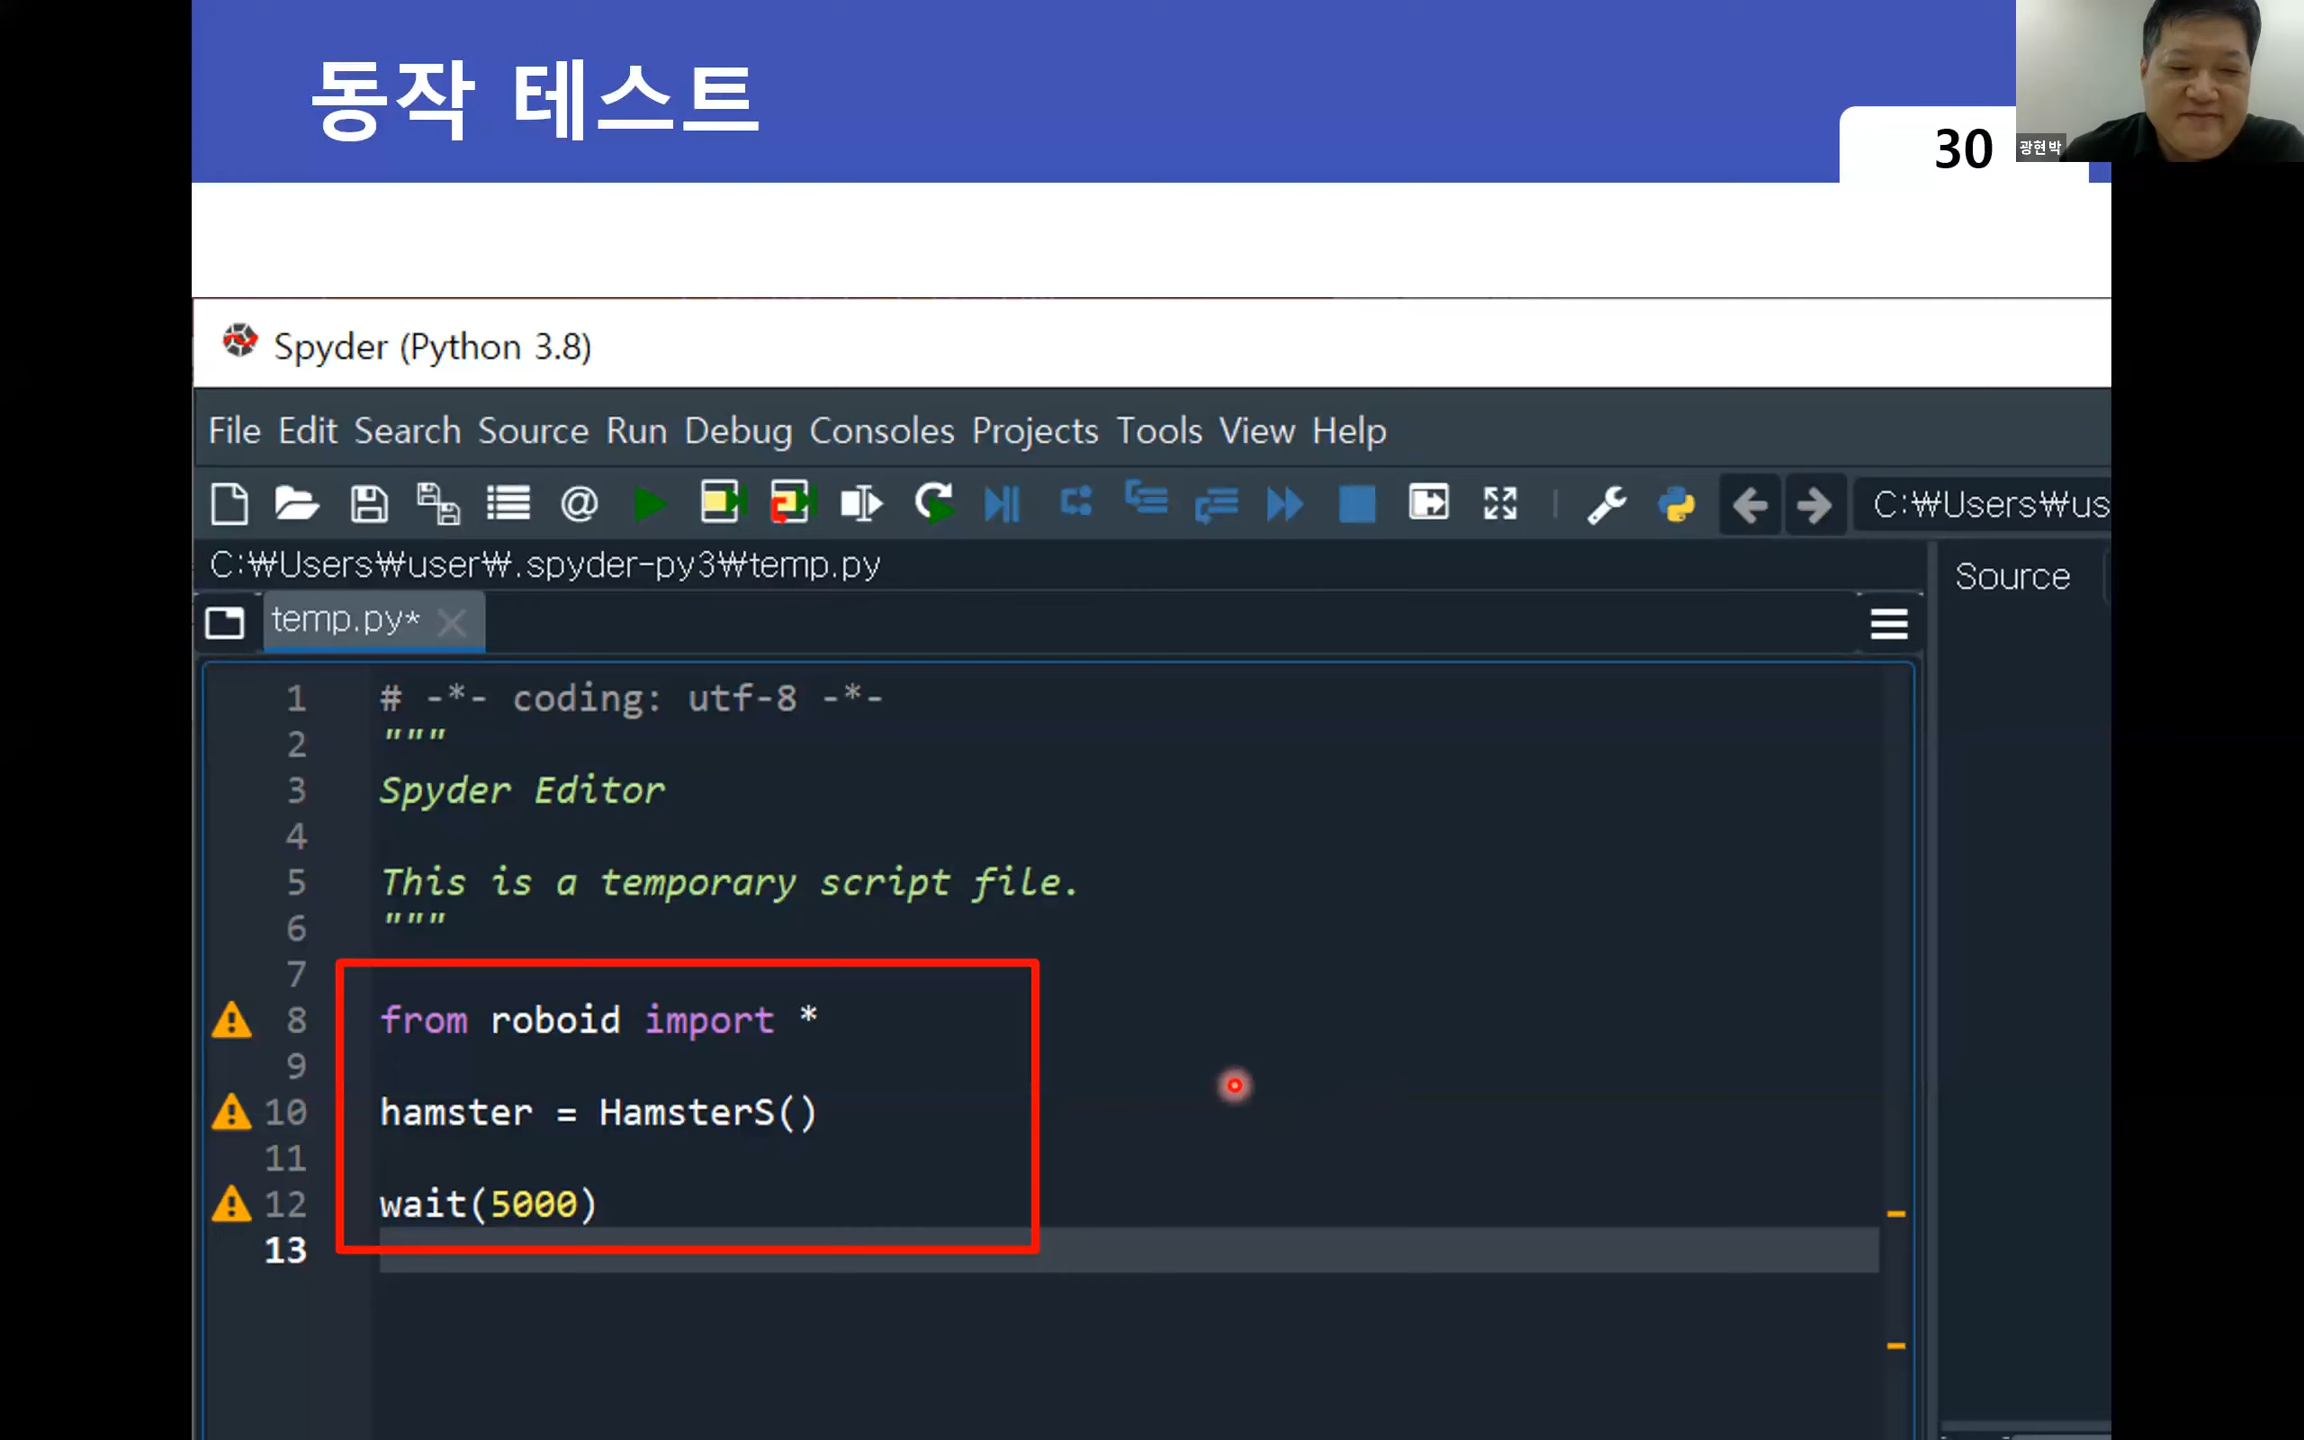 동작 테스트
30
광현박
Spyder (Python 3.8)
File Edit Search Source Run Debug Consoles Projects Tools View Help
C:₩Users₩us
C:₩Users₩user₩.spyder-py3₩temp.py
Source
temp.py*
1 # -*- coding: utf-8 -*-
2 """
3 Spyder Editor
4
5 This is a temporary script file.
6 """
7
8 from roboid import *
9
10 hamster = HamsterS()
11
12 wait(5000)
13